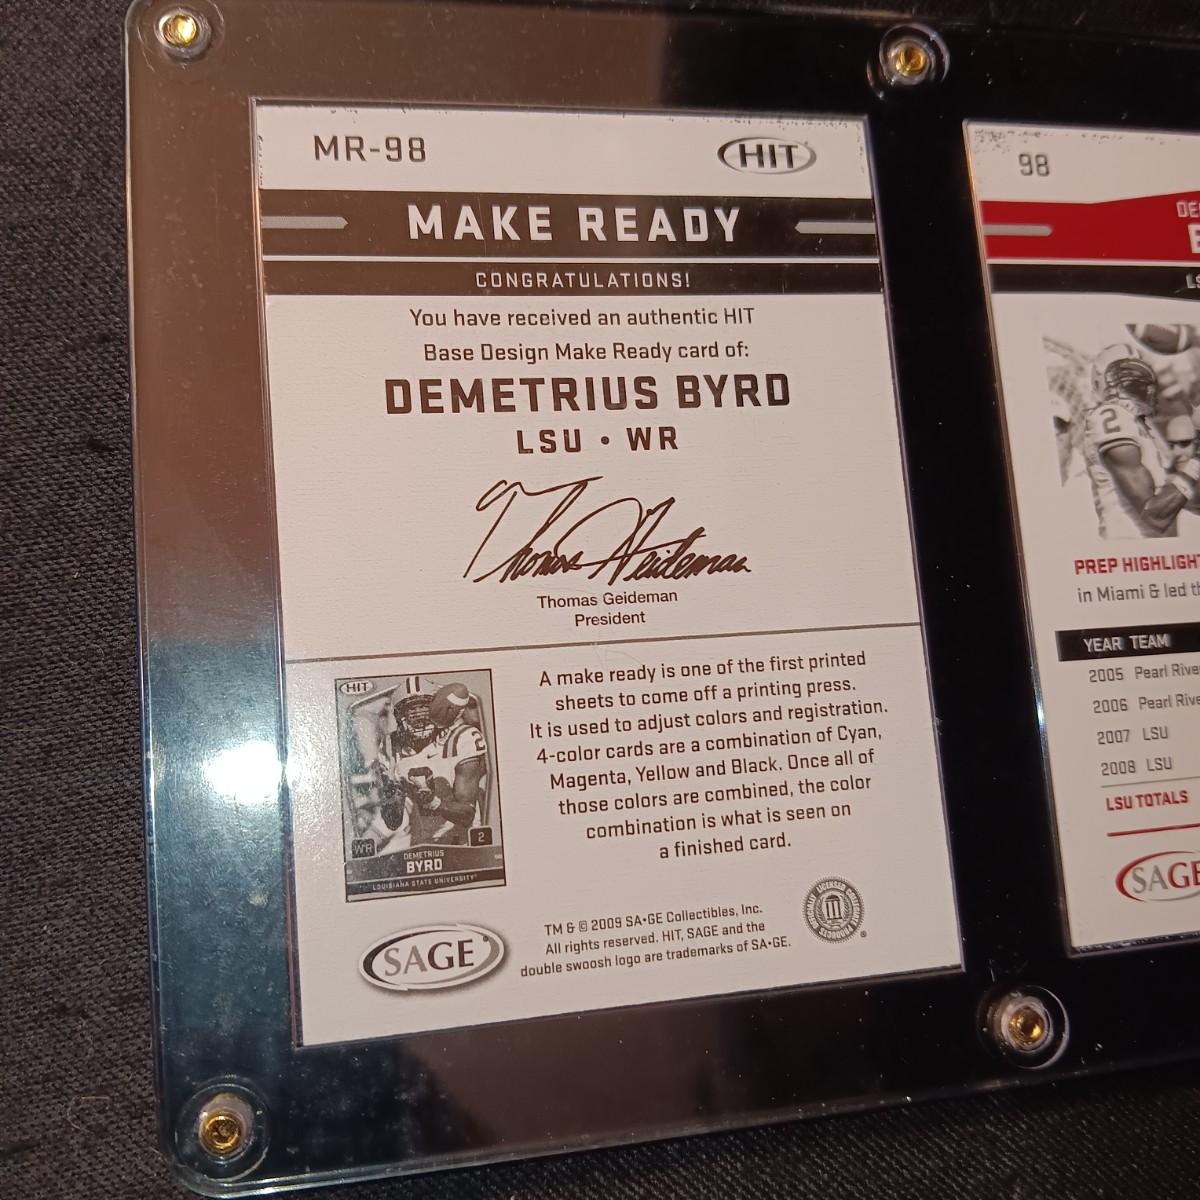 MR-98
HIT
MAKE READY
CONGRATULATIONS!
You have received an authentic HIT
Base Design Make Ready card of:
DEMETRIUS BYRD
LSU • WR
Thomas Geideman
Thomas Geideman
President
HIT
2
WR
2
DEMETRIUS
BYRD
LOUISIANA STATE UNIVERSITY
A make ready is one of the first printed
sheets to come off a printing press.
It is used to adjust colors and registration.
4-color cards are a combination of Cyan,
Magenta, Yellow and Black. Once all of
those colors are combined, the color
combination is what is seen on
a finished card.
SAGE
TM & © 2009 SA•GE Collectibles, Inc.
All rights reserved. HIT, SAGE and the
double swoosh logo are trademarks of SA•GE.
98
2
PREP HIGHLIGHT
in Miami & led
YEAR TEAM
2005 Pearl
2006 Pearl
2007 LSU
2008 LSU
LSU TOTALS
SAGE